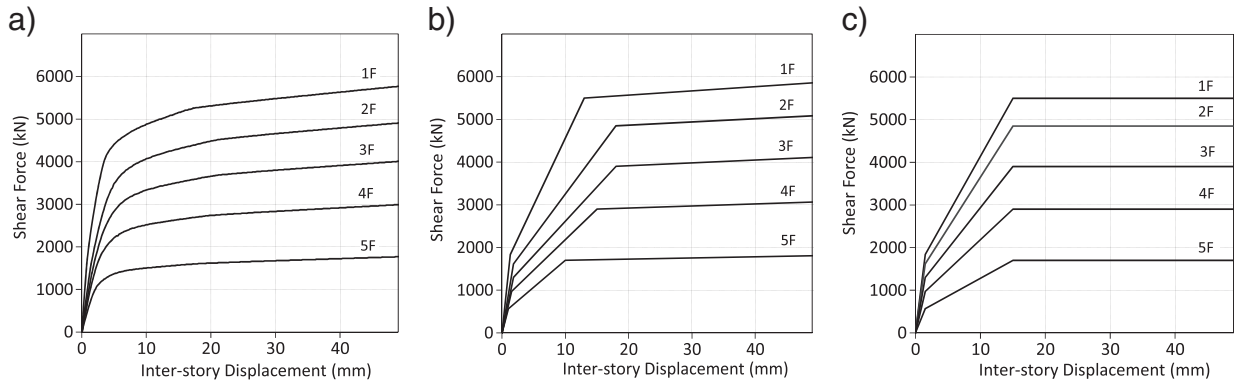 a)
Shear Force (kN)
6000
5000
4000
3000
2000
1000
0
1F
2F
3F
4F
5F
0 10 20 30 40
Inter-story Displacement (mm)
b)
Shear Force (kN)
6000
5000
4000
3000
2000
1000
0
1F
2F
3F
4F
5F
0 10 20 30 40
Inter-story Displacement (mm)
c)
Shear Force (kN)
6000
5000
4000
3000
2000
1000
0
1F
2F
3F
4F
5F
0 10 20 30 40
Inter-story Displacement (mm)